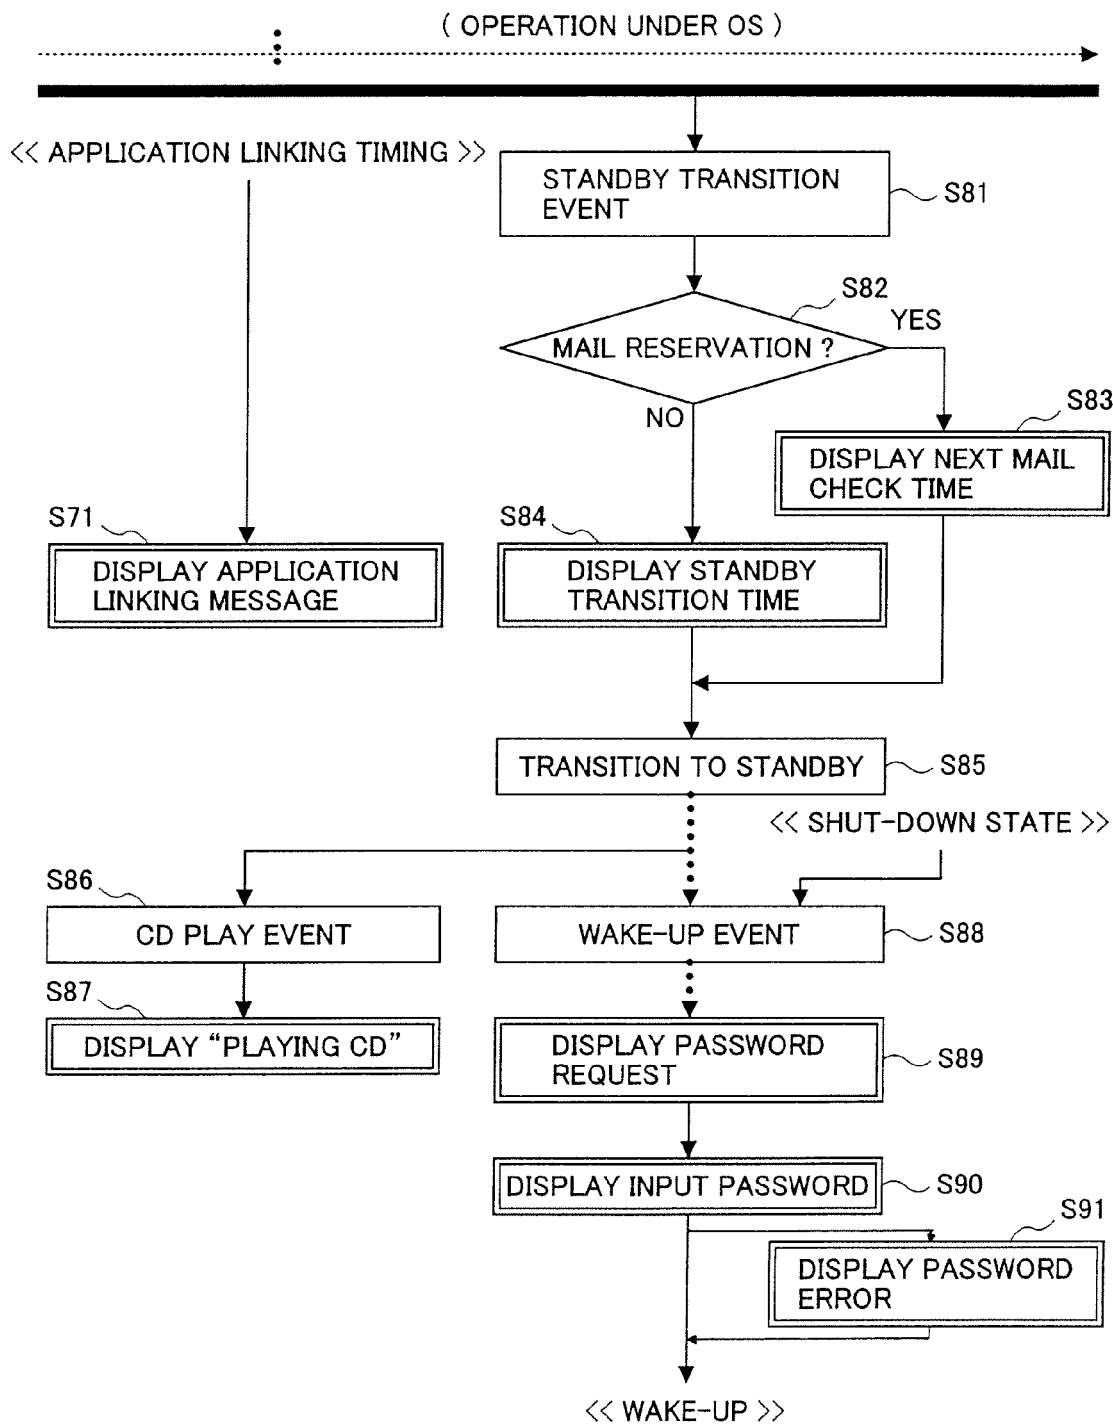 ( OPERATION UNDER OS )
<< APPLICATION LINKING TIMING >>
STANDBY TRANSITION
EVENT
S81
S82
MAIL RESERVATION ?
YES
NO
S83
DISPLAY NEXT MAIL
CHECK TIME
S71
DISPLAY APPLICATION
LINKING MESSAGE
S84
DISPLAY STANDBY
TRANSITION TIME
TRANSITION TO STANDBY
S85
<< SHUT-DOWN STATE >>
S86
CD PLAY EVENT
WAKE-UP EVENT
S88
S87
DISPLAY “PLAYING CD”
DISPLAY PASSWORD
REQUEST
S89
DISPLAY INPUT PASSWORD
S90
S91
DISPLAY PASSWORD
ERROR
<< WAKE-UP >>